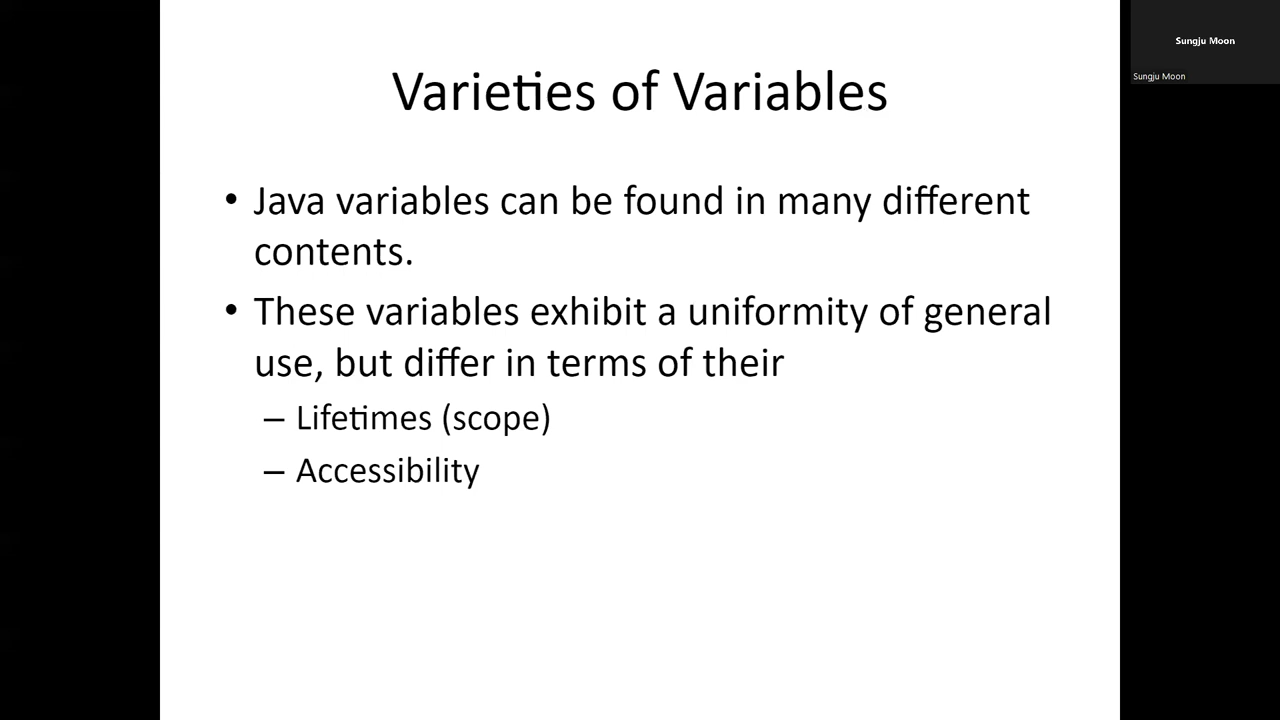 Varieties of Variables
• Java variables can be found in many different
contents.
• These variables exhibit a uniformity of general
use, but differ in terms of their
– Lifetimes (scope)
– Accessibility
Sungju Moon
Sungju Moon